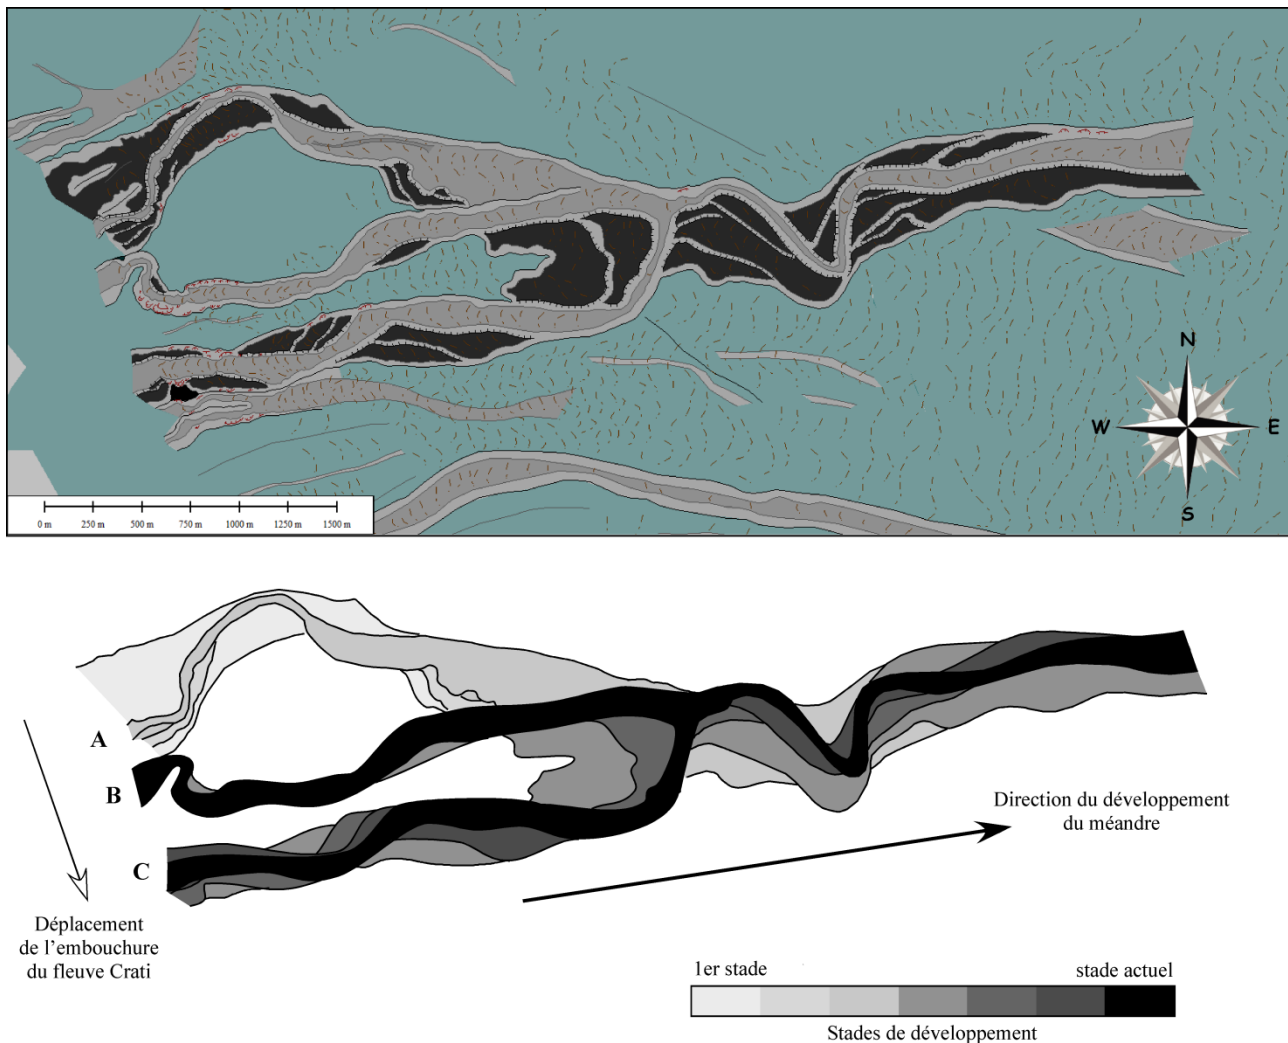 N
W
E
S
0 m 250 m 500 m 750 m 1000 m 1250 m 1500 m
A
B
C
Direction du développement
du méandre
Déplacement
de l'embouchure
du fleuve Crati
1er stade stade actuel
Stades de développement